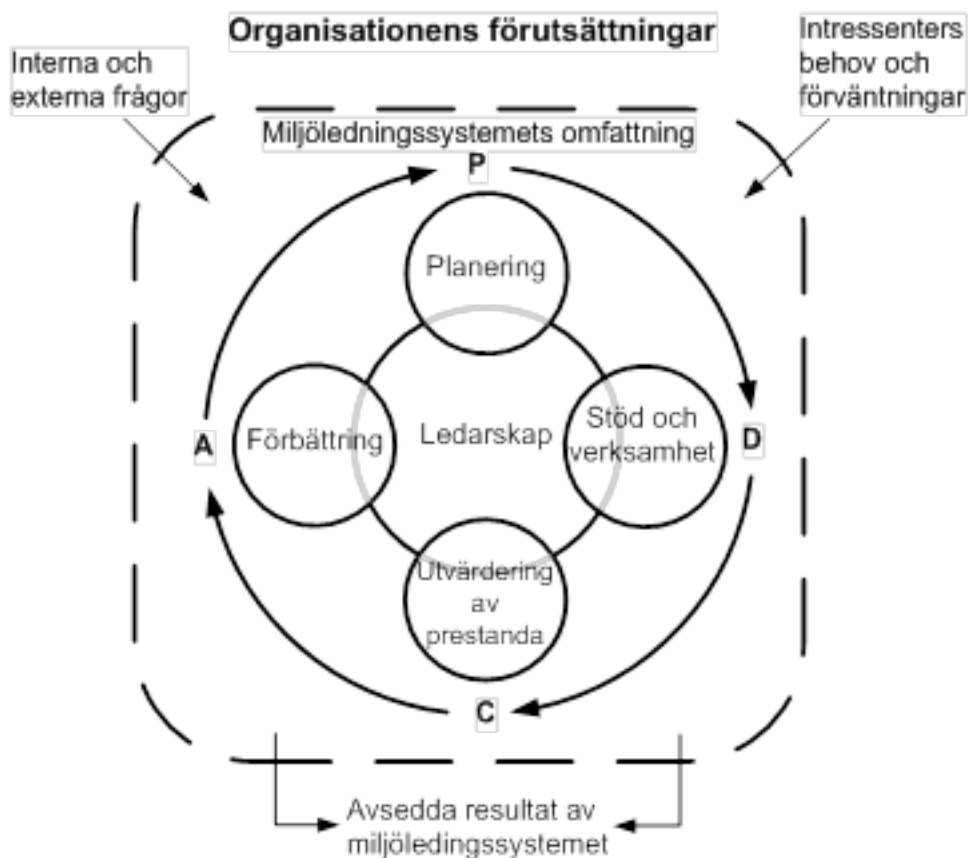 Organisationens förutsättningar
Interna och
externa frågor
Intressenters
behov och
förväntningar
Miljöledningssystemets omfattning
P
Planering
A
Förbättring
Ledarskap
Stöd och
verksamhet
D
Utvärdering
av
prestanda
C
Avsedda resultat av
miljöledingssystemet